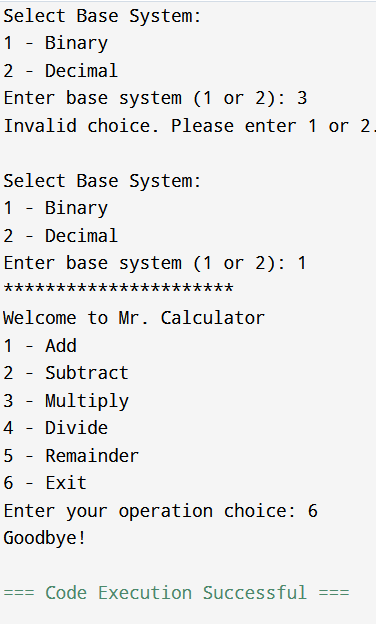 Select Base System:
1 - Binary
2 - Decimal
Enter base system (1 or 2): 3
Invalid choice. Please enter 1 or 2.
Select Base System:
1 - Binary
2 - Decimal
Enter base system (1 or 2): 1
**********************
Welcome to Mr. Calculator
1 - Add
2 - Subtract
3 - Multiply
4 - Divide
5 - Remainder
6 - Exit
Enter your operation choice: 6
Goodbye!
=== Code Execution Successful ===